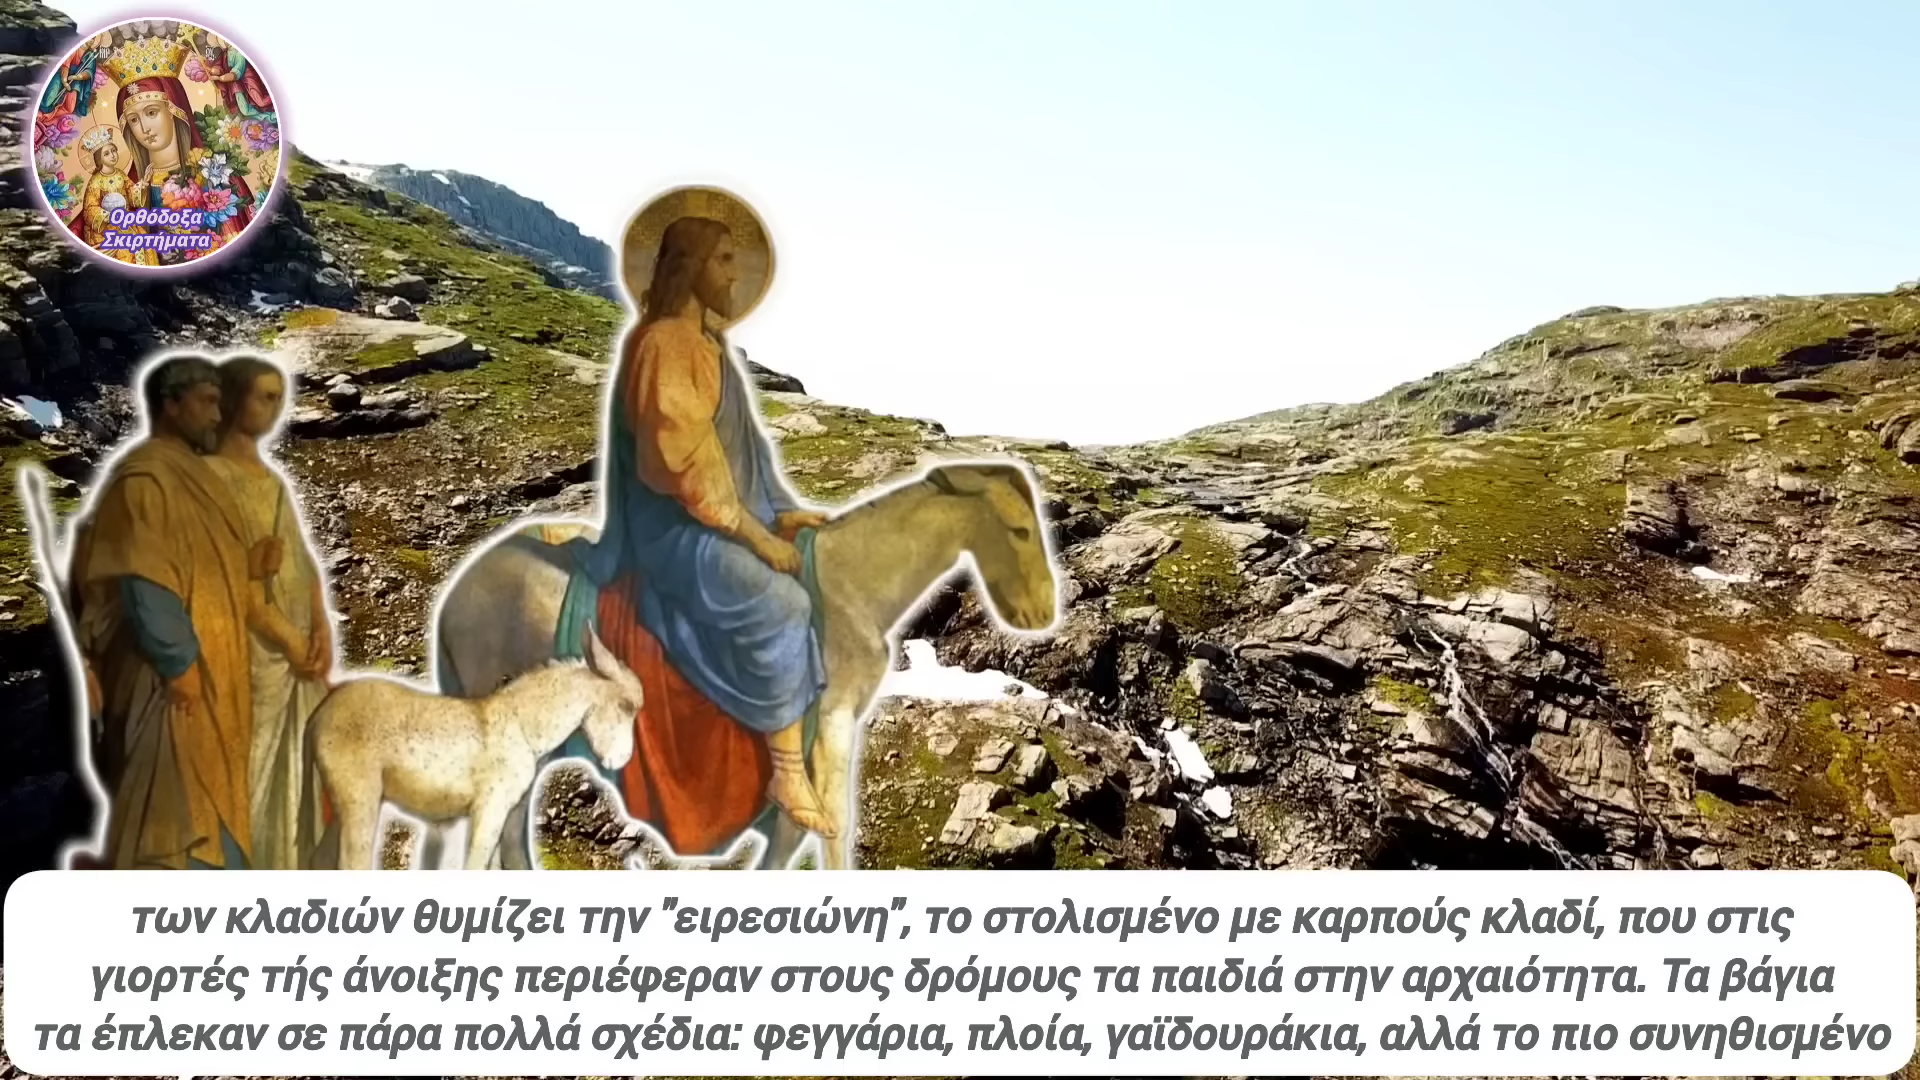 Ορθόδοξα
Σκιρτήματα
των κλαδιών θυμίζει την "ειρεσιώνη", το στολισμένο με καρπούς κλαδί, που στις
γιορτές τής άνοιξης περιέφεραν στους δρόμους τα παιδιά στην αρχαιότητα. Τα βάγια
τα έπλεκαν σε πάρα πολλά σχέδια: φεγγάρια, πλοία, γαϊδουράκια, αλλά το πιο συνηθισμένο